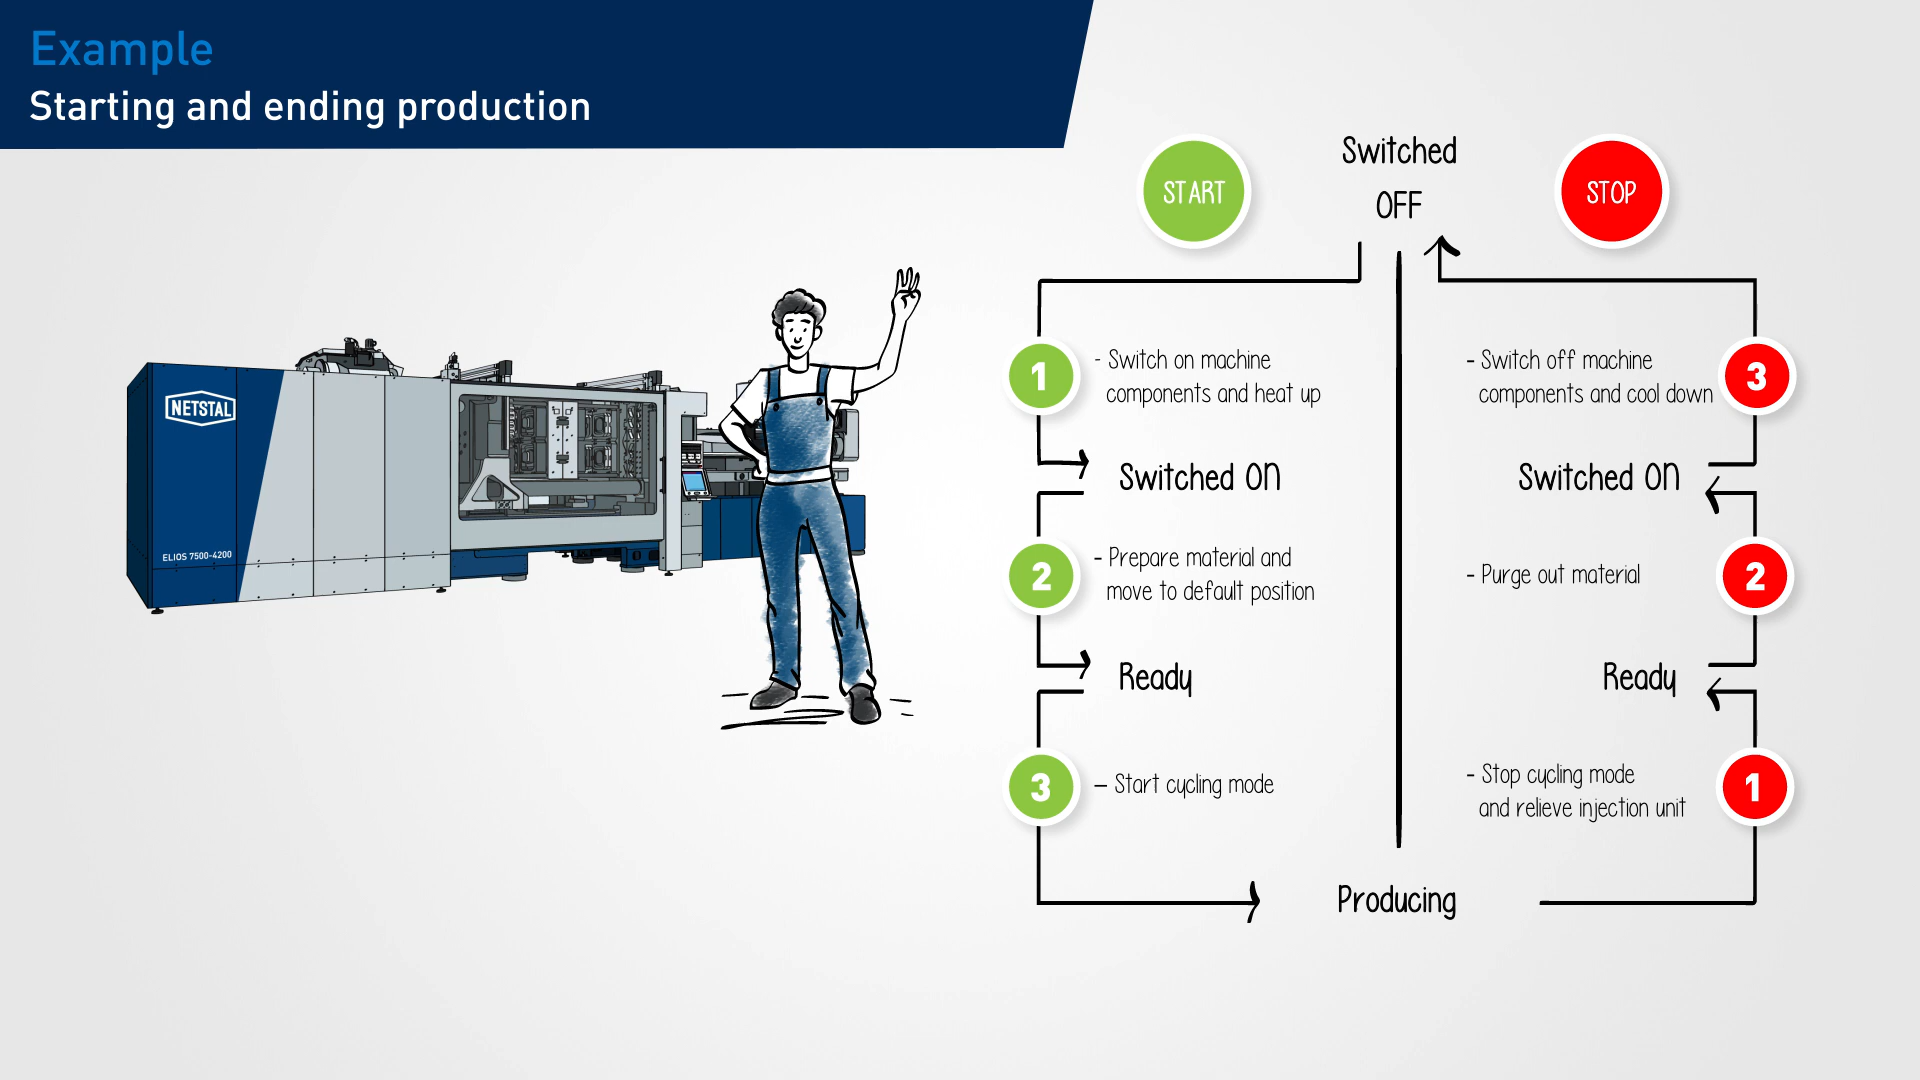 Example
Starting and ending production
START
Switched
OFF
STOP
NETSTAL
ELIOS 7500-4200
1
- Switch on machine
components and heat up
Switched ON
2
- Prepare material and
move to default position
Ready
3
– Start cycling mode
Producing
- Switch off machine
components and cool down
3
Switched ON
- Purge out material
2
Ready
- Stop cycling mode
and relieve injection unit
1